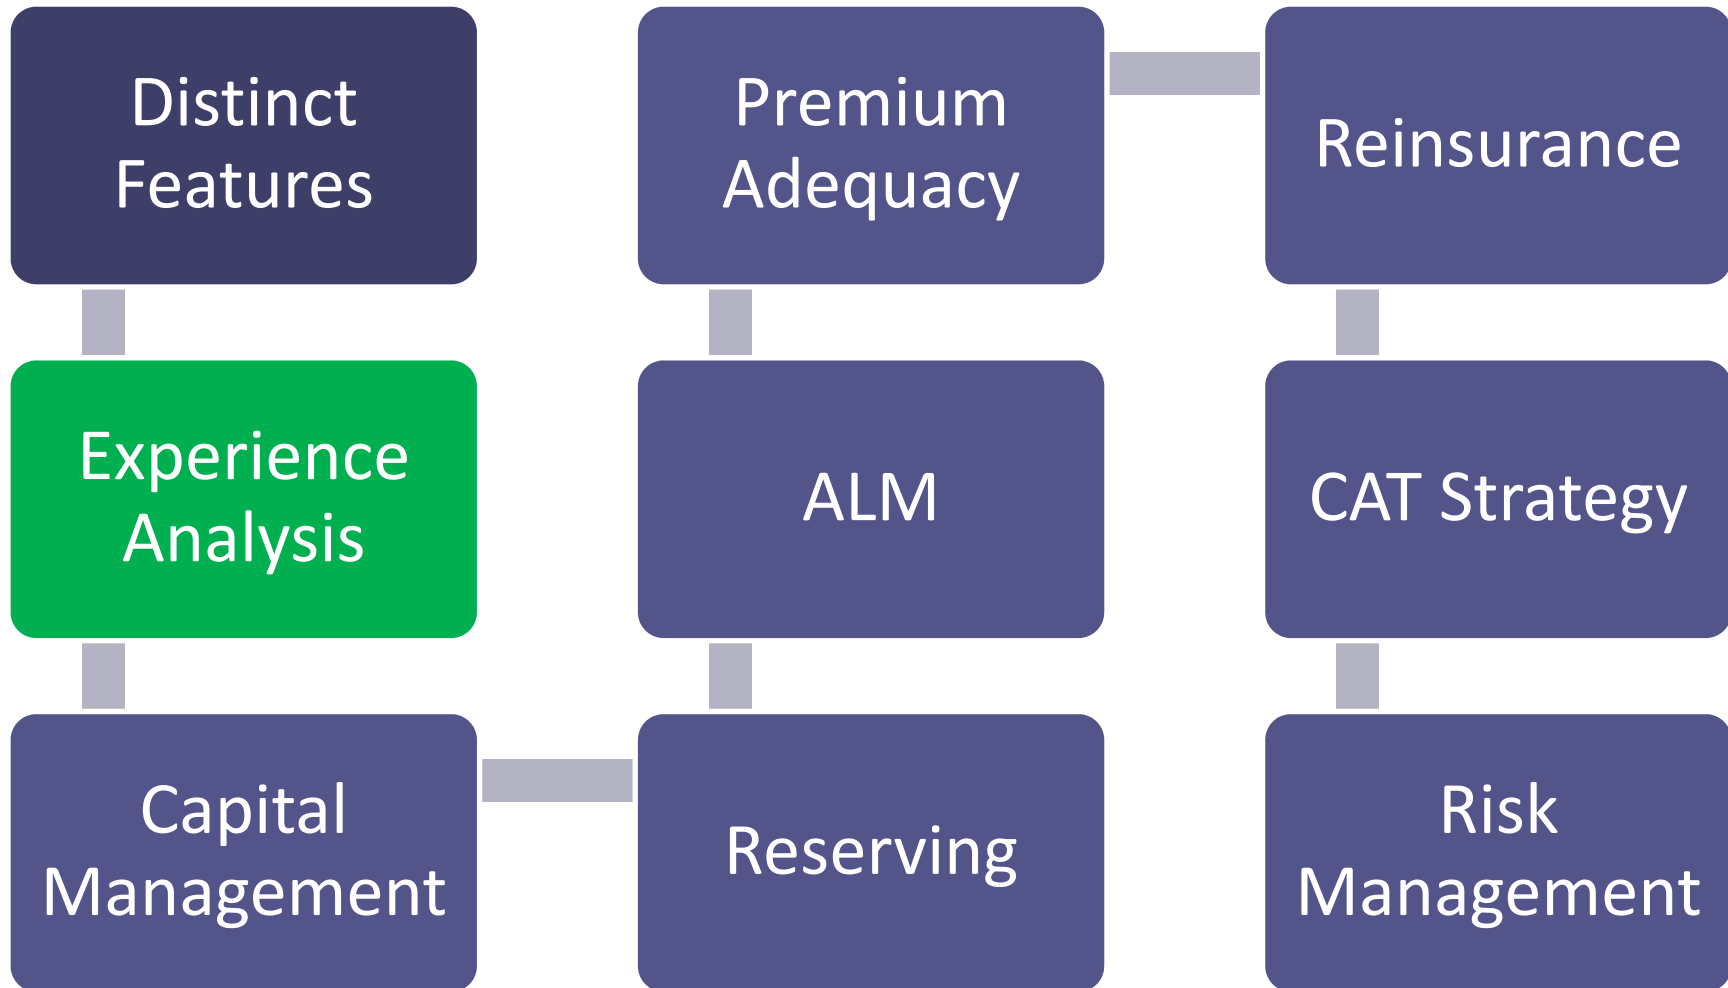 Distinct
Features
Experience
Analysis
Capital
Management
Reserving
ALM
Premium
Adequacy
Reinsurance
CAT Strategy
Risk
Management